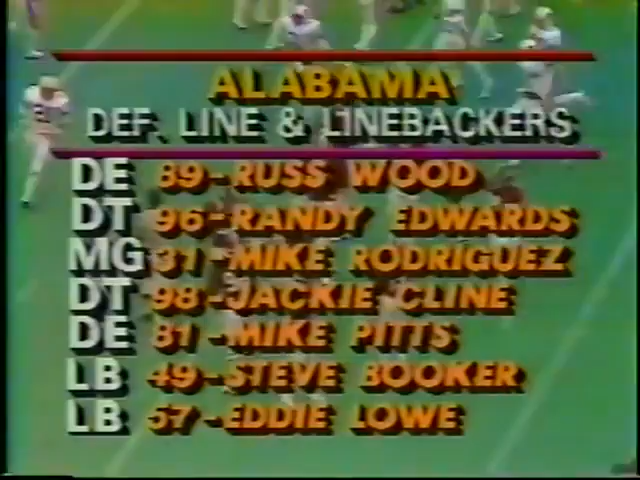 ALABAMA
DEF. LINE & LINEBACKERS
DE 89-RUSS WOOD
DT 96-RANDY EDWARDS
MG 31-MIKE RODRIGUEZ
DT 98-JACKIE CLINE
DE 81-MIKE PITTS
LB 49-STEVE BOOKER
LB 57-EDDIE LOWE